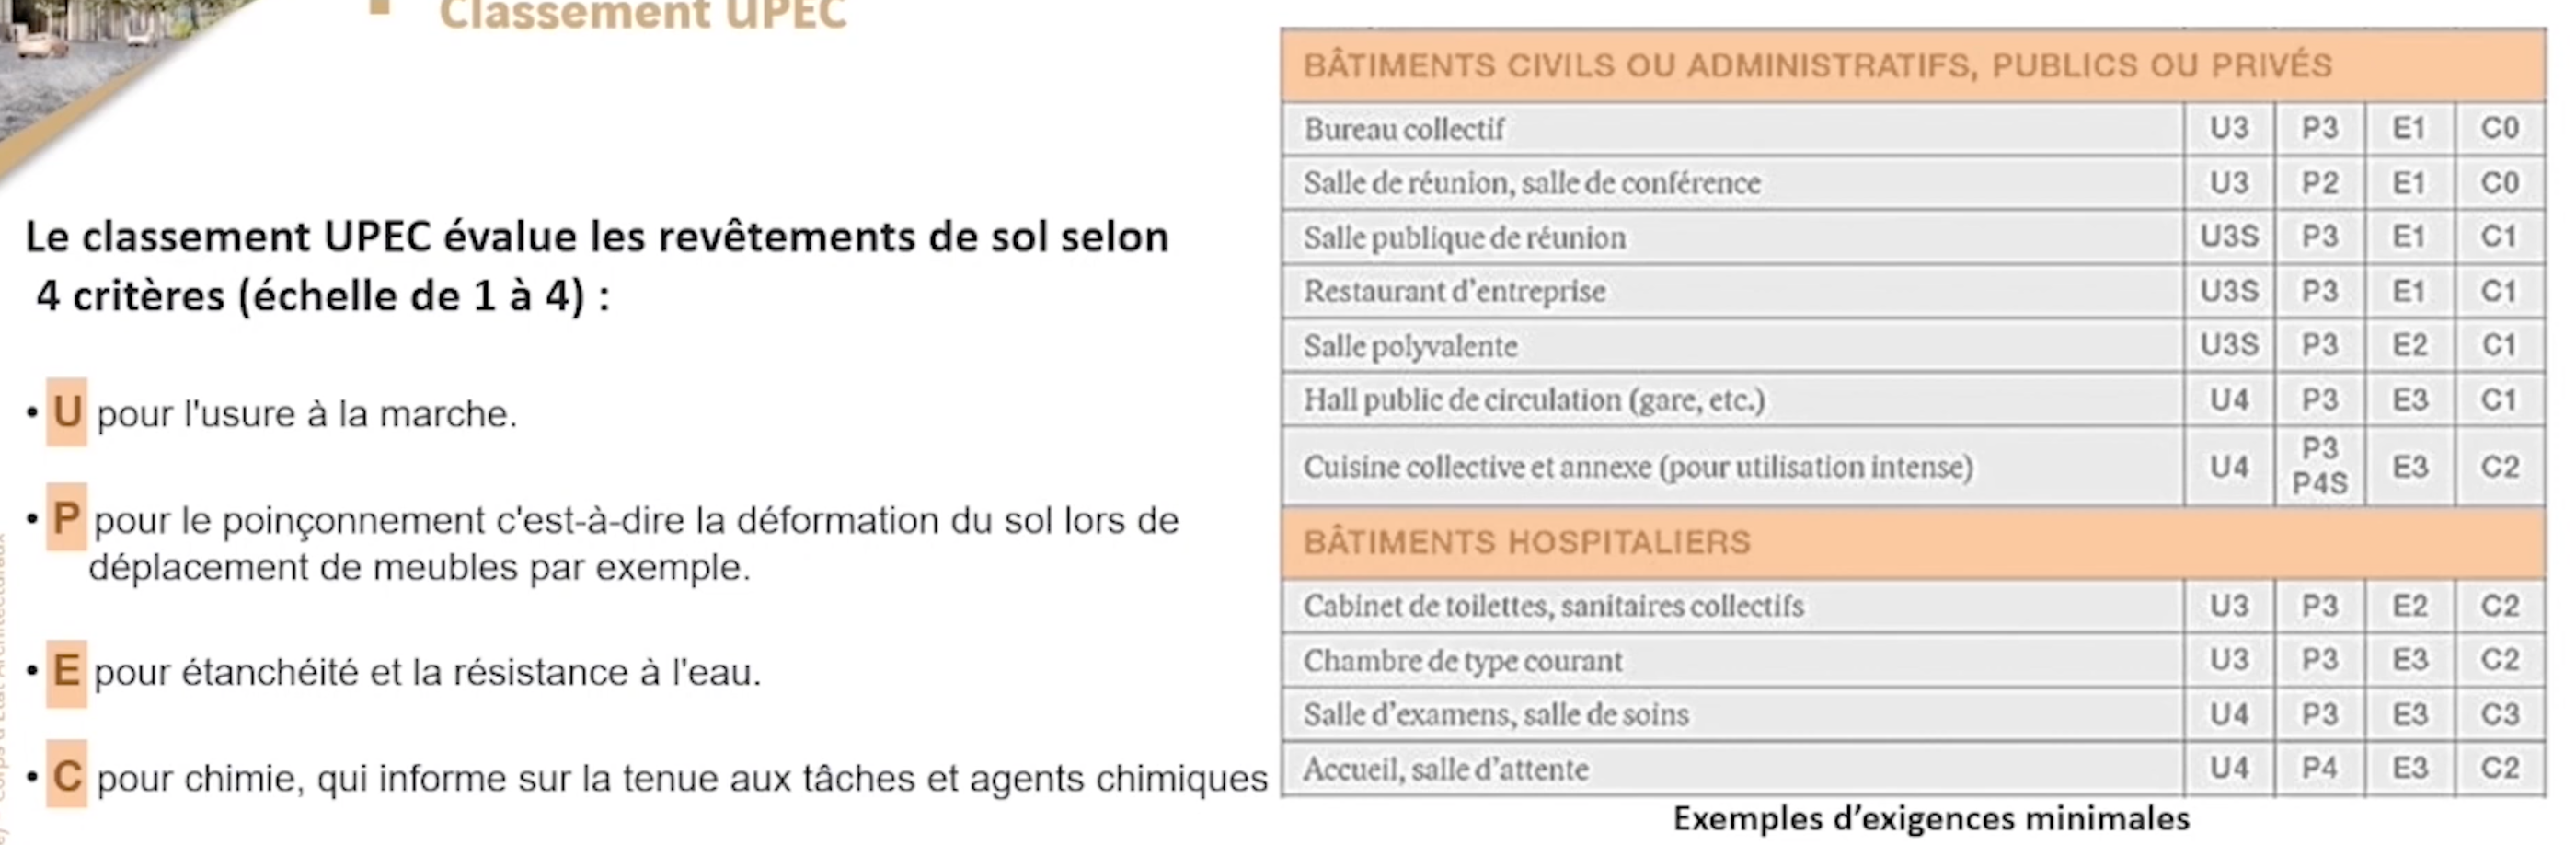 Classement UPEC
Le classement UPEC évalue les revêtements de sol selon
4 critères (échelle de 1 à 4) :
• U pour l'usure à la marche.
• P pour le poinçonnement c'est-à-dire la déformation du sol lors de
déplacement de meubles par exemple.
• E pour étanchéité et la résistance à l'eau.
• C pour chimie, qui informe sur la tenue aux tâches et agents chimiques
BÂTIMENTS CIVILS OU ADMINISTRATIFS, PUBLICS OU PRIVÉS
Bureau collectif U3 P3 E1 C0
Salle de réunion, salle de conférence U3 P2 E1 C0
Salle publique de réunion U3S P3 E1 C1
Restaurant d'entreprise U3S P3 E1 C1
Salle polyvalente U3S P3 E2 C1
Hall public de circulation (gare, etc.) U4 P3 E3 C1
Cuisine collective et annexe (pour utilisation intense) U4 P3 P4S E3 C2
BÂTIMENTS HOSPITALIERS
Cabinet de toilettes, sanitaires collectifs U3 P3 E2 C2
Chambre de type courant U3 P3 E3 C2
Salle d'examens, salle de soins U4 P3 E3 C3
Accueil, salle d'attente U4 P4 E3 C2
Exemples d'exigences minimales